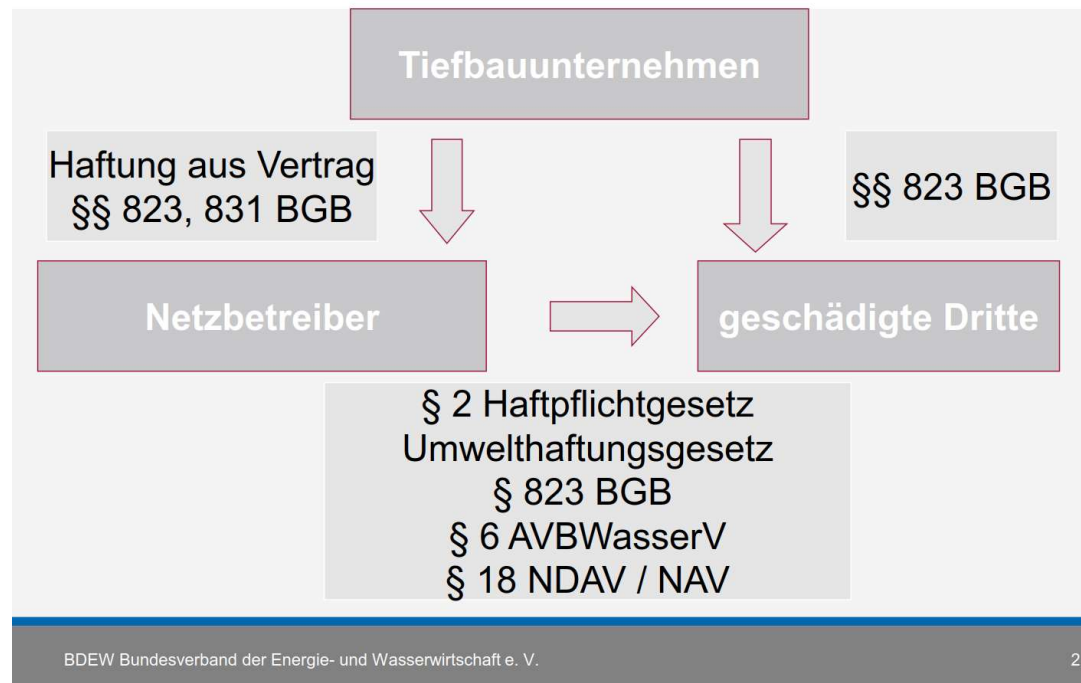 Tiefbauunternehmen
Haftung aus Vertrag
§§ 823, 831 BGB
§§ 823 BGB
Netzbetreiber
geschädigte Dritte
§ 2 Haftpflichtgesetz
Umwelthaftungsgesetz
§ 823 BGB
§ 6 AVBWasserV
§ 18 NDAV / NAV
BDEW Bundesverband der Energie- und Wasserwirtschaft e. V.
2